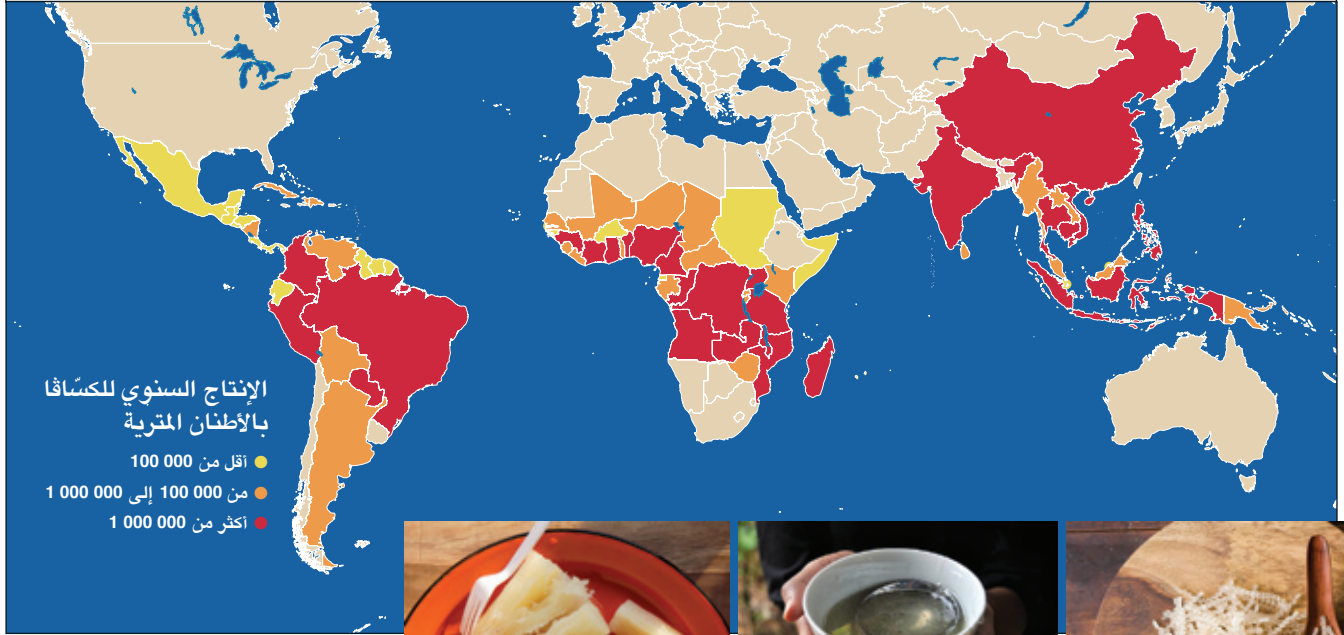 الإنتاج السنوي للكسّاڤا
بالأطنان المترية
أقل من 000 100
من 000 100 إلى 000 000 1
أكثر من 000 000 1